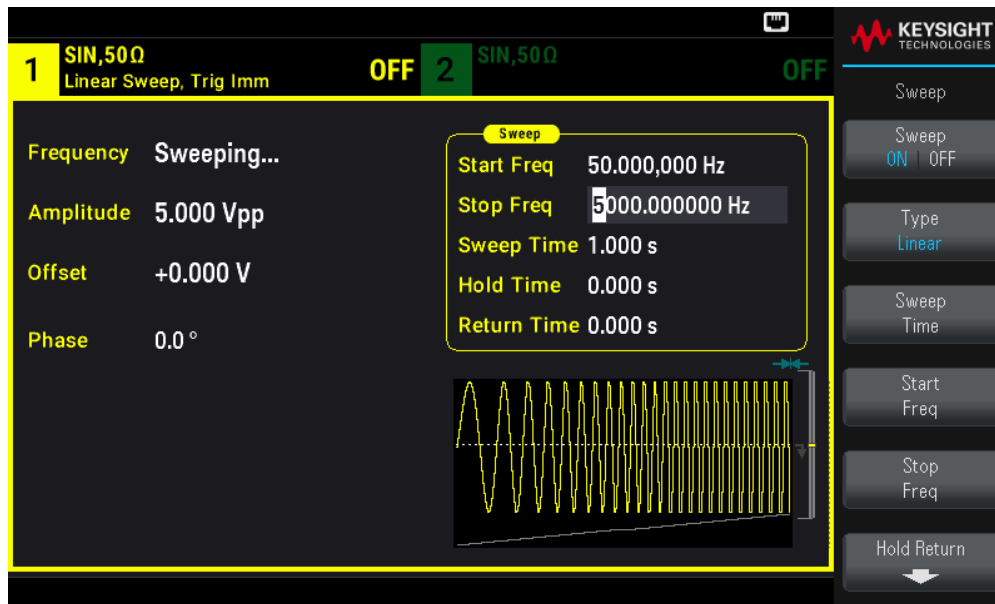 KEYSIGHT
TECHNOLOGIES
1 SIN,50Ω OFF
Linear Sweep, Trig Imm
2 SIN,50Ω OFF
Frequency Sweeping...
Amplitude 5.000 Vpp
Offset +0.000 V
Phase 0.0 °
Sweep
Start Freq 50.000,000 Hz
Stop Freq 5000.000000 Hz
Sweep Time 1.000 s
Hold Time 0.000 s
Return Time 0.000 s
Sweep
Sweep
ON | OFF
Type
Linear
Sweep
Time
Start
Freq
Stop
Freq
Hold Return